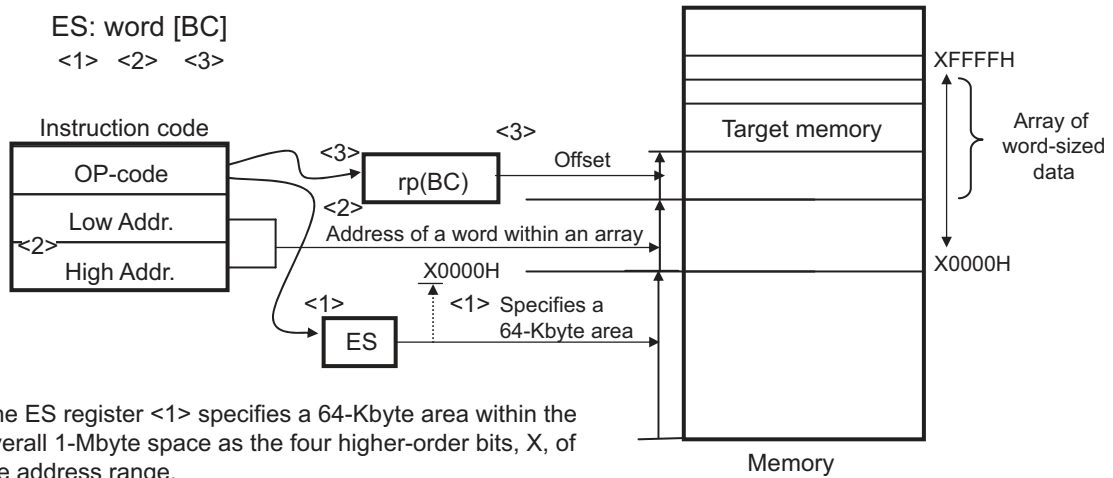 ES: word [BC]
<1> <2> <3>
Instruction code
OP-code
Low Addr.
<2>
High Addr.
<3>
rp(BC)
<3>
Offset
<2>
Address of a word within an array
X0000H
<1>
ES
<1> Specifies a
64-Kbyte area
XFFFFH
Target memory
Array of
word-sized
data
X0000H
Memory
ES register <1> specifies a 64-Kbyte area within the
overall 1-Mbyte space as the four higher-order bits, X, of
address range.